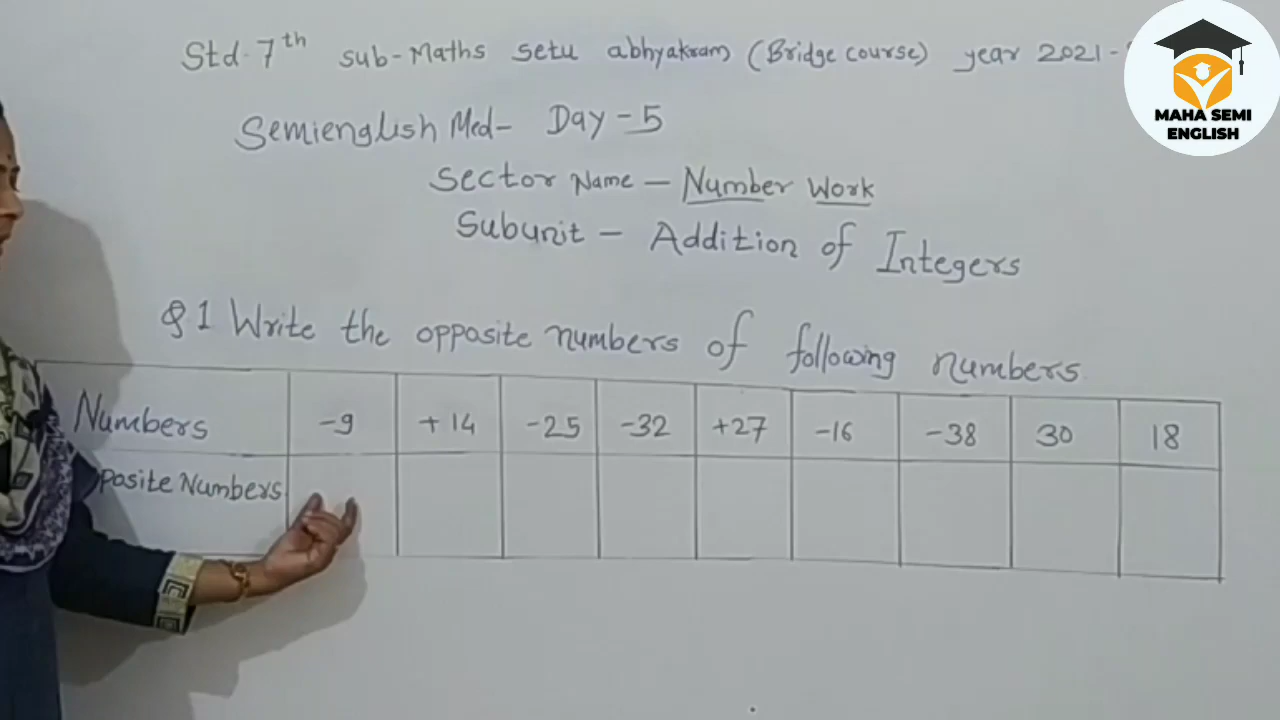 Std-7th sub-Maths setu abhyakram (Bridge course) year 2021-
MAHA SEMI
ENGLISH
Semienglish Med- Day-5
Sector Name - Number Work
Subunit - Addition of Integers
Q1 Write the opposite numbers of following numbers
Numbers -9 +14 -25 -32 +27 -16 -38 30 18
posite Numbers